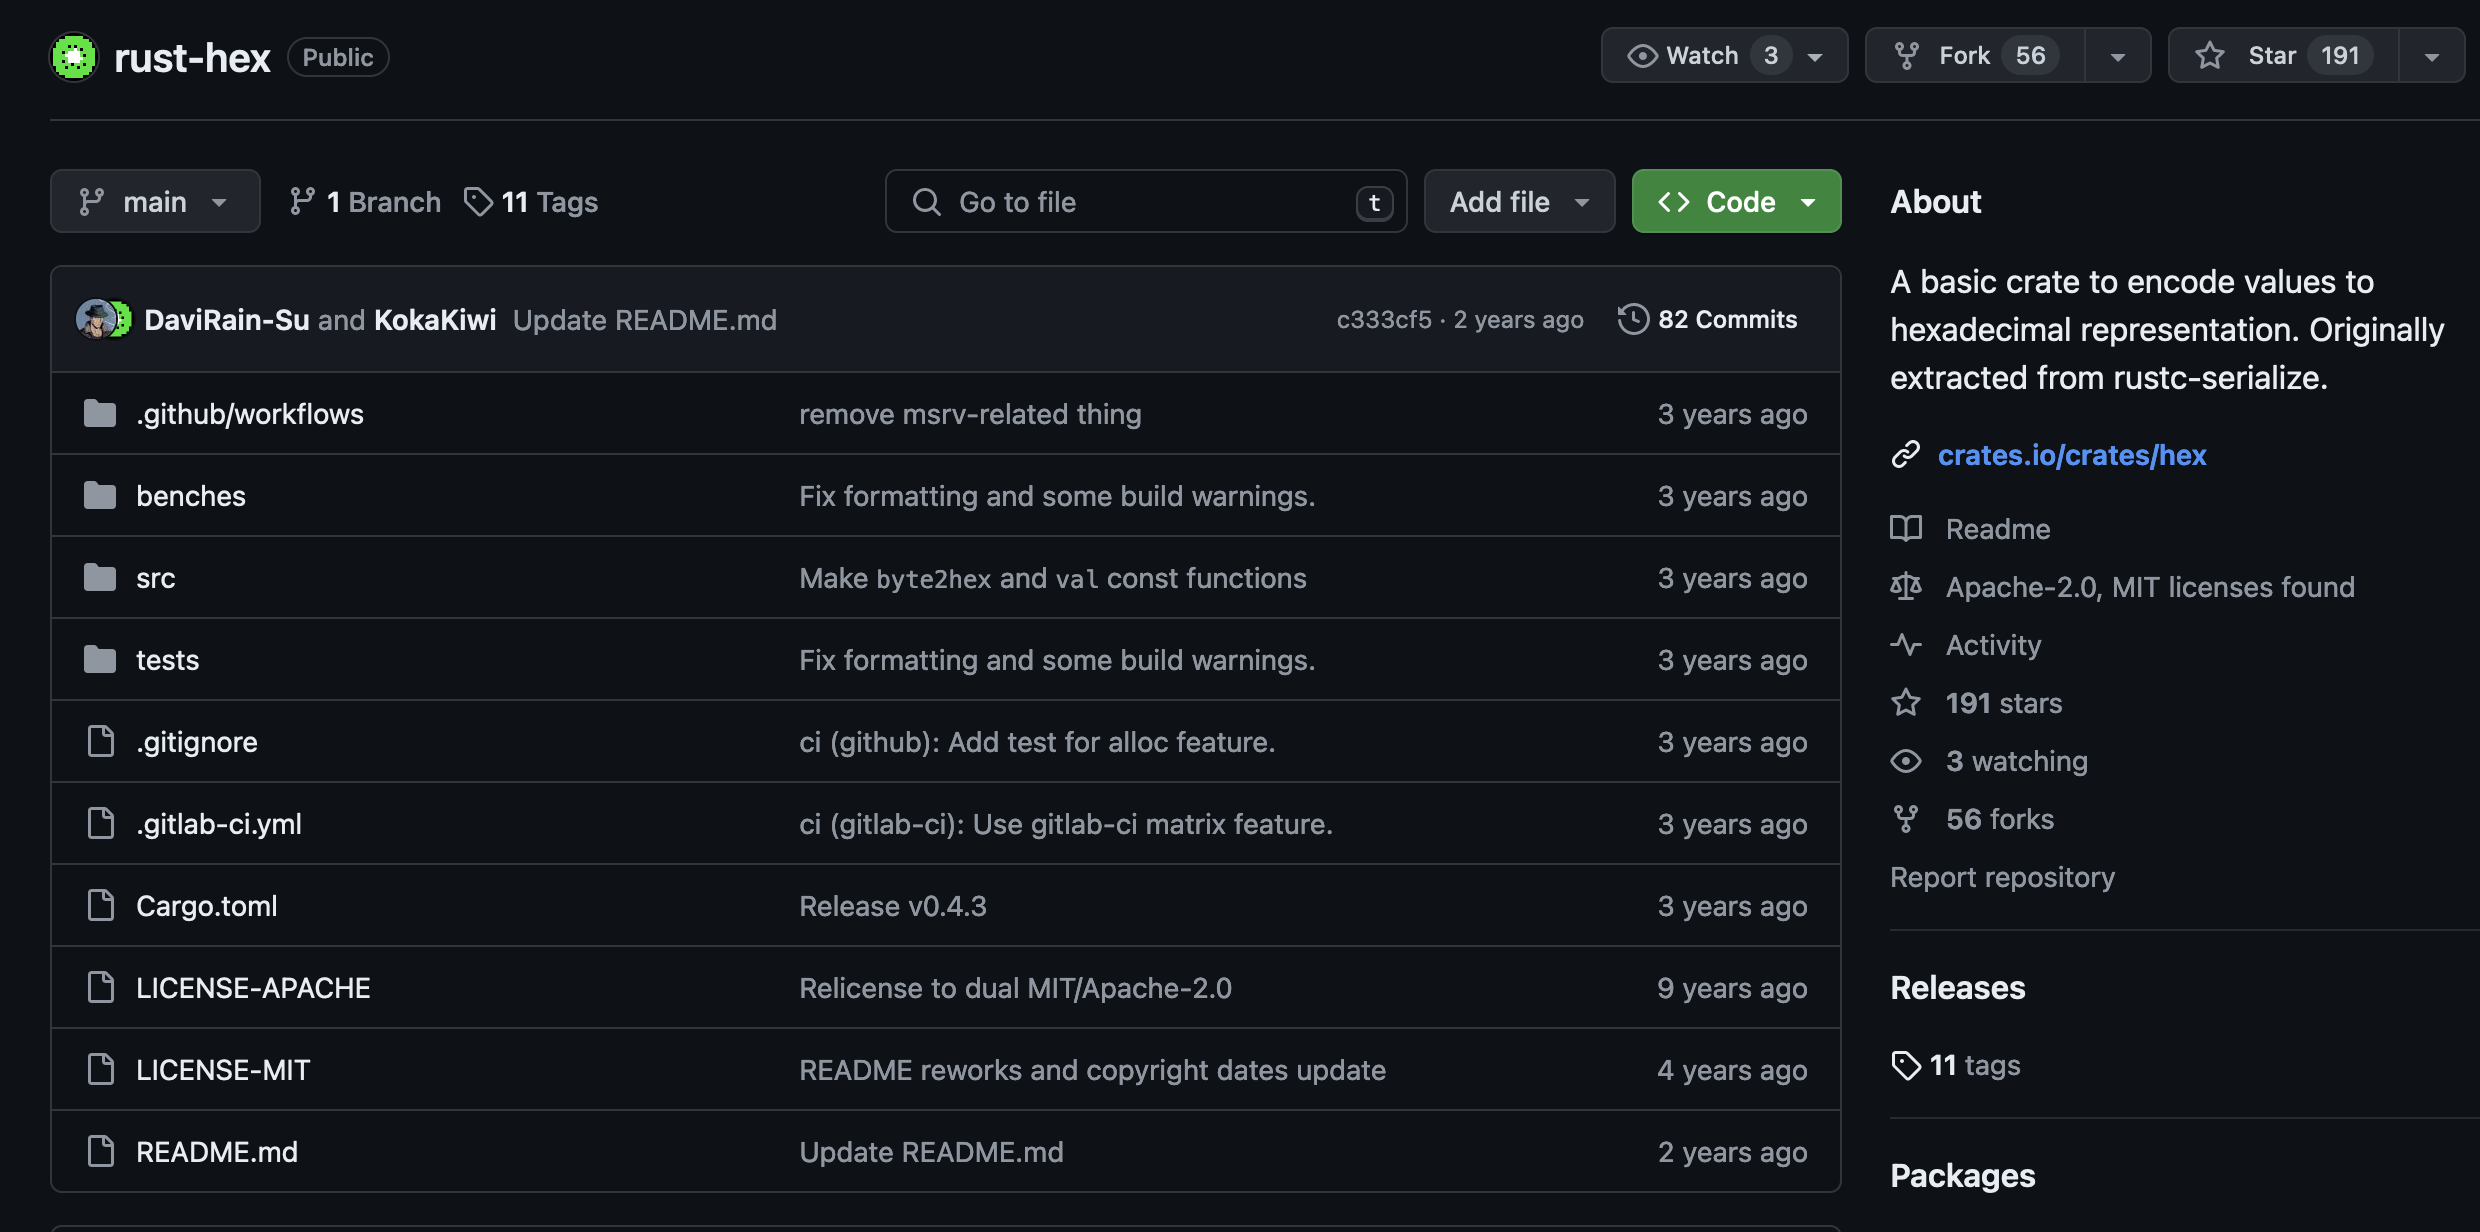 rust-hex Public
Watch 3 Fork 56 Star 191
main 1 Branch 11 Tags Go to file t Add file Code
DaviRain-Su and KokaKiwi Update README.md c333cf5 · 2 years ago 82 Commits
.github/workflows remove msrv-related thing 3 years ago
benches Fix formatting and some build warnings. 3 years ago
src Make byte2hex and val const functions 3 years ago
tests Fix formatting and some build warnings. 3 years ago
.gitignore ci (github): Add test for alloc feature. 3 years ago
.gitlab-ci.yml ci (gitlab-ci): Use gitlab-ci matrix feature. 3 years ago
Cargo.toml Release v0.4.3 3 years ago
LICENSE-APACHE Relicense to dual MIT/Apache-2.0 9 years ago
LICENSE-MIT README reworks and copyright dates update 4 years ago
README.md Update README.md 2 years ago
About
A basic crate to encode values to
hexadecimal representation. Originally
extracted from rustc-serialize.
crates.io/crates/hex
Readme
Apache-2.0, MIT licenses found
Activity
191 stars
3 watching
56 forks
Report repository
Releases
11 tags
Packages